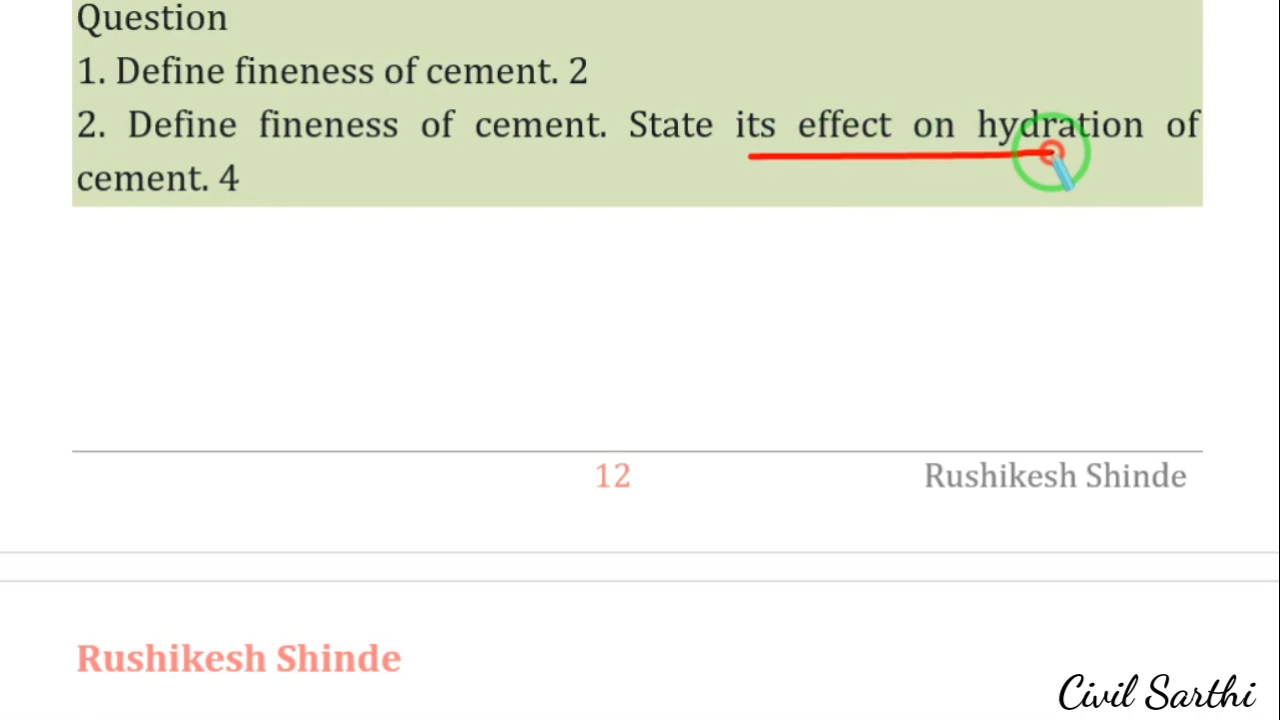 Question
1. Define fineness of cement. 2
2. Define fineness of cement. State its effect on hydration of
cement. 4
12
Rushikesh Shinde
Rushikesh Shinde
Civil Sarthi